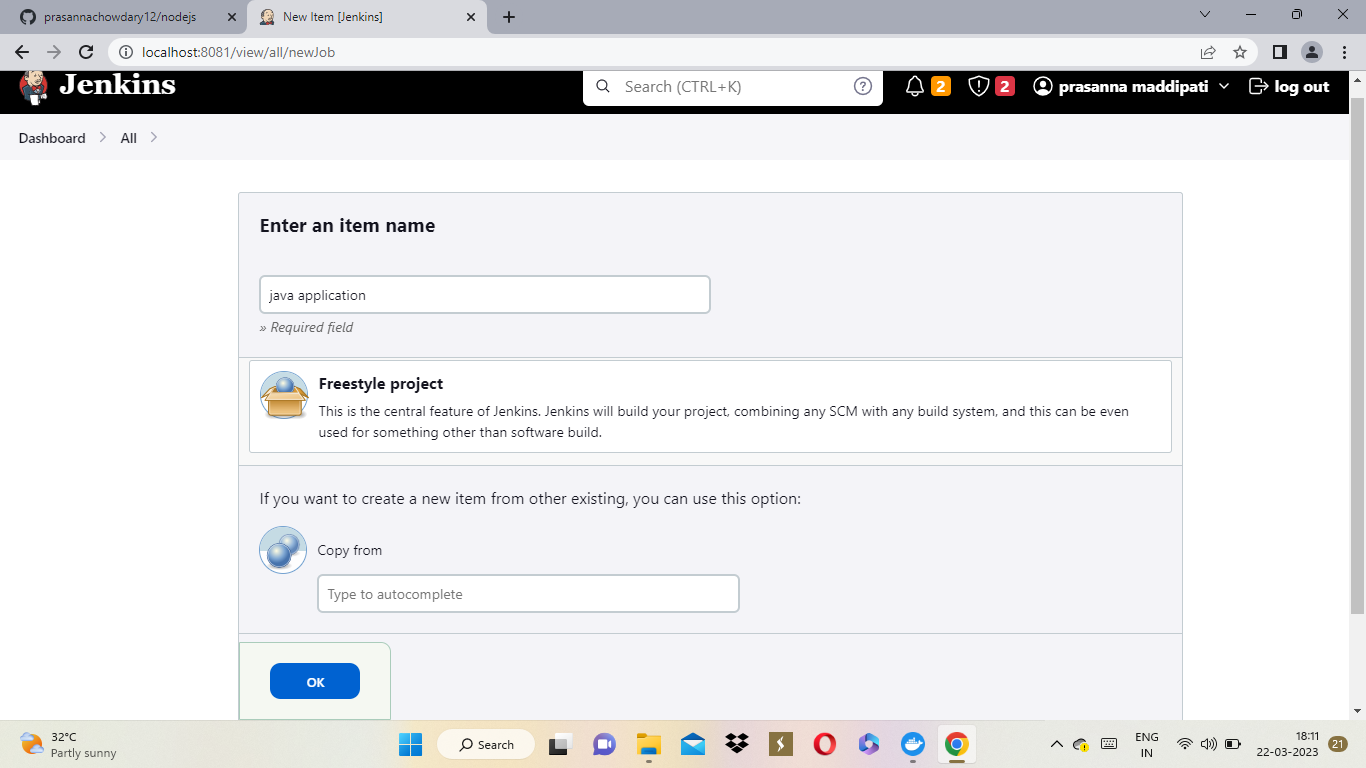 prasannachowdary12/nodejs
New Item [Jenkins]
localhost:8081/view/all/newJob
Jenkins
Search (CTRL+K)
2
2
prasanna maddipati
log out
Dashboard
All
Enter an item name
java application
» Required field
Freestyle project
This is the central feature of Jenkins. Jenkins will build your project, combining any SCM with any build system, and this can be even
used for something other than software build.
If you want to create a new item from other existing, you can use this option:
Copy from
Type to autocomplete
OK
32°C
Partly sunny
Search
ENG
IN
18:11
22-03-2023
21